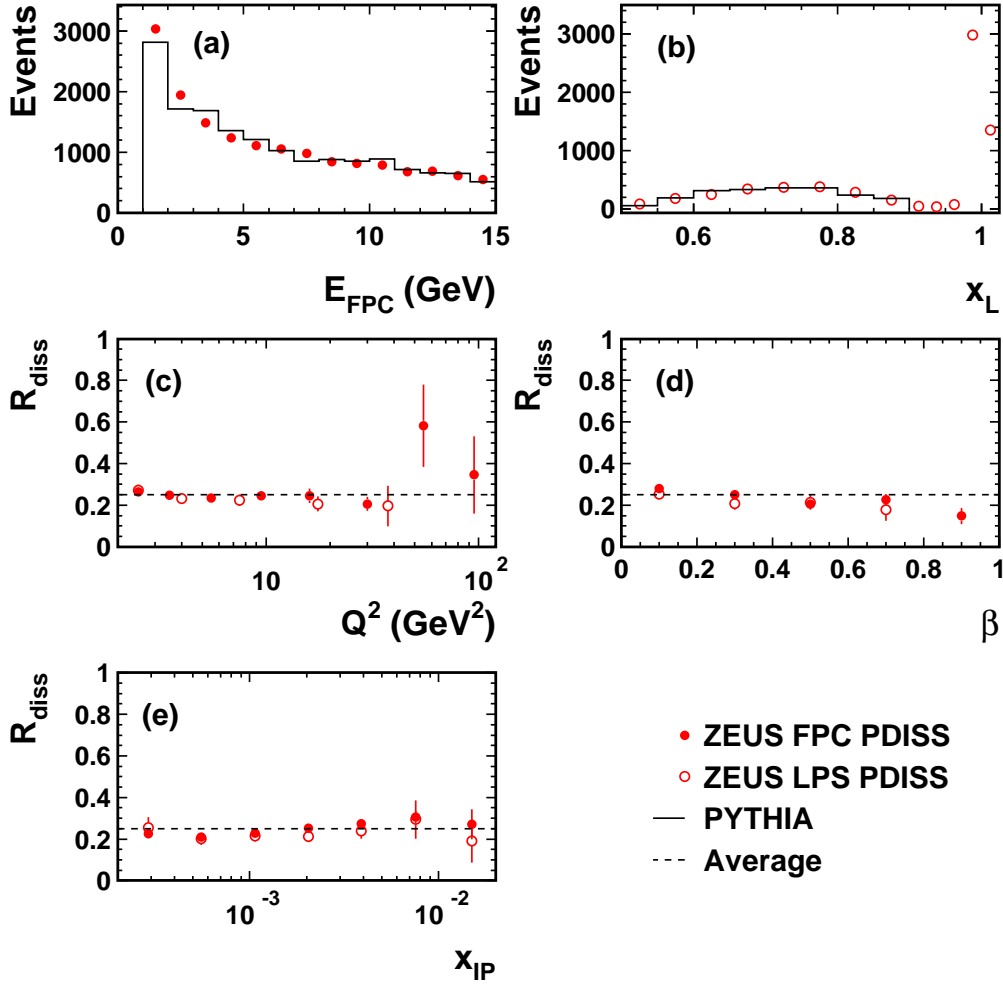 Events
3000
2000
1000
0
(a)
0 5 10 15
E_FPC (GeV)
Events
3000
2000
1000
0
(b)
0.6 0.8 1
x_L
R_diss
1
0.8
0.6
0.4
0.2
0
(c)
10 10^2
Q^2 (GeV^2)
R_diss
1
0.8
0.6
0.4
0.2
0
(d)
0 0.2 0.4 0.6 0.8 1
β
R_diss
1
0.8
0.6
0.4
0.2
0
(e)
10^-3 10^-2
x_IP
ZEUS FPC PDISS
ZEUS LPS PDISS
PYTHIA
Average